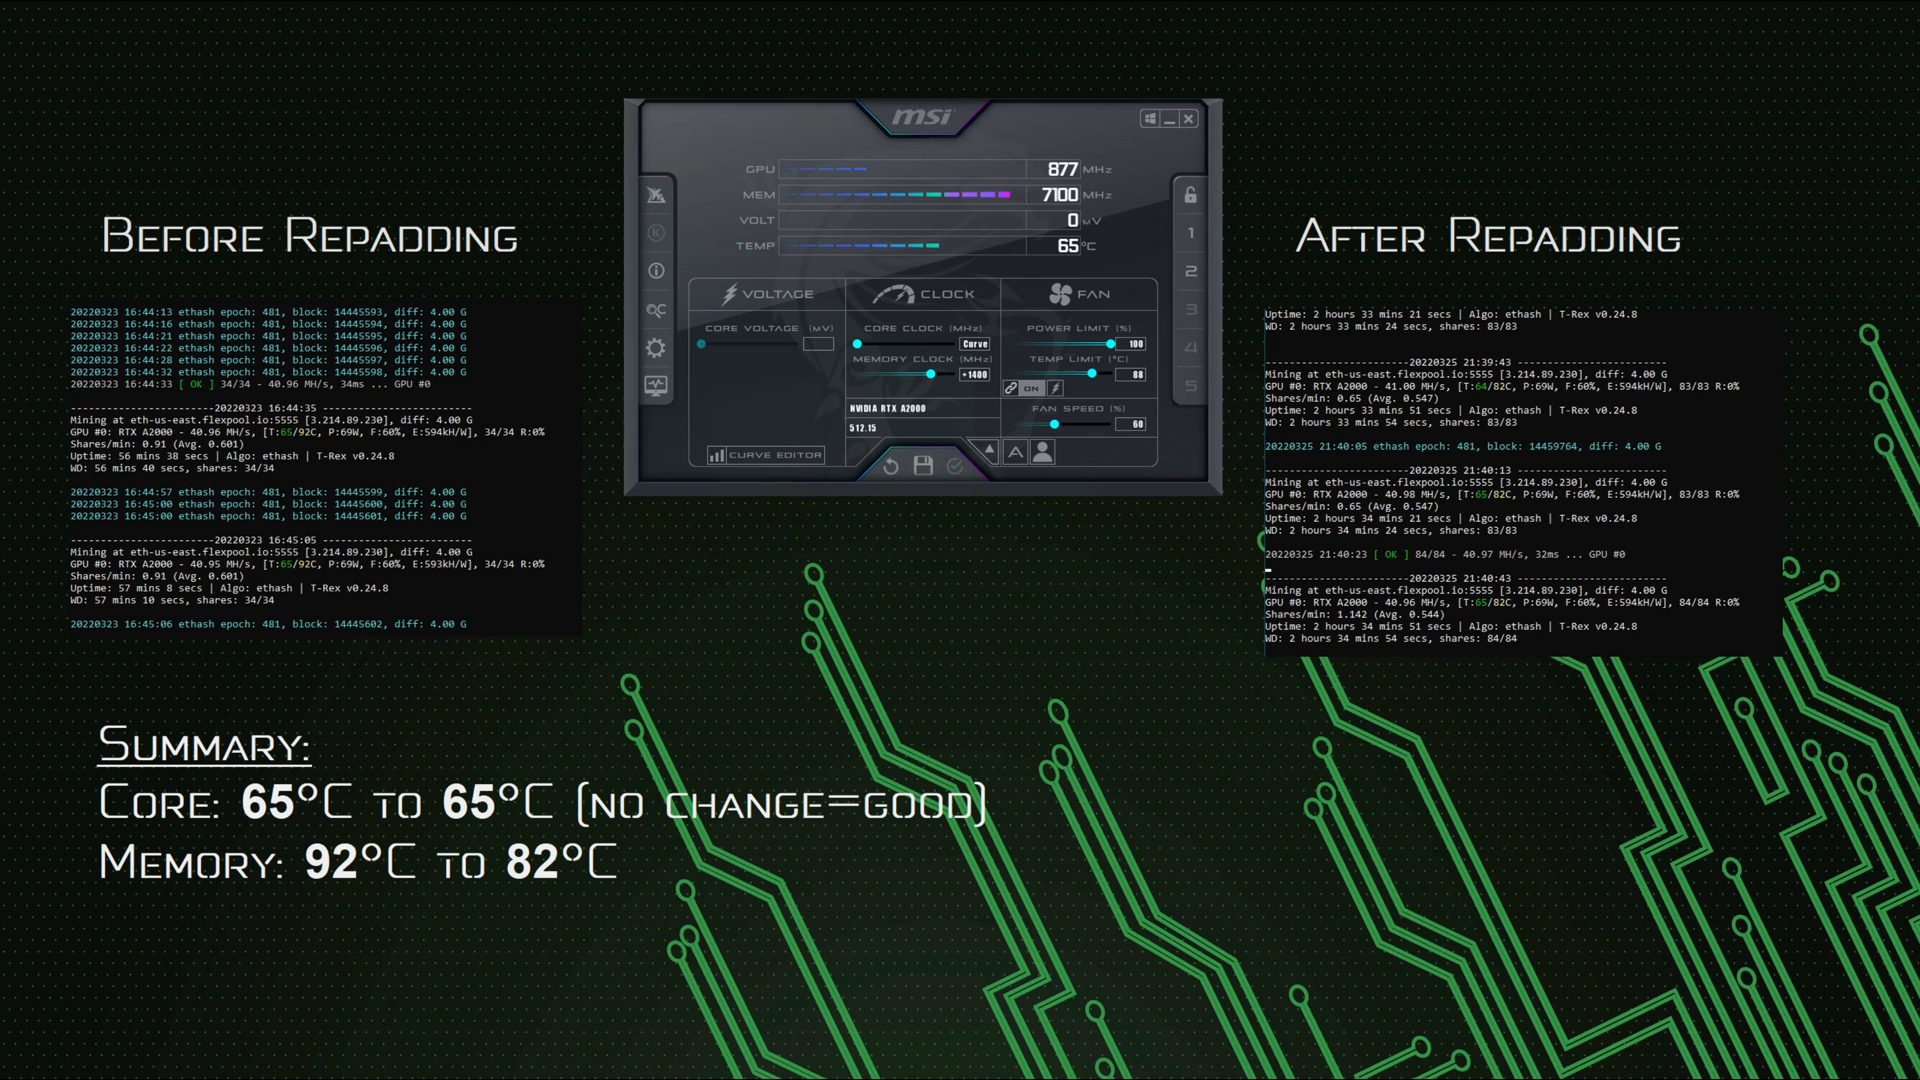 msi
GPU 877 MHz
MEM 7100 MHz
VOLT 0 MV
TEMP 65 °C
K
1
2
3
4
5
VOLTAGE
CLOCK
FAN
CORE VOLTAGE (MV)
CORE CLOCK (MHz)
Curve
MEMORY CLOCK (MHz)
+1400
POWER LIMIT (%)
100
TEMP LIMIT (°C)
88
ON
NVIDIA RTX A2000
512.15
FAN SPEED (%)
60
CURVE EDITOR
A
BEFORE REPADDING
20220323 16:44:13 ethash epoch: 481, block: 14445593, diff: 4.00 G
20220323 16:44:16 ethash epoch: 481, block: 14445594, diff: 4.00 G
20220323 16:44:21 ethash epoch: 481, block: 14445595, diff: 4.00 G
20220323 16:44:22 ethash epoch: 481, block: 14445596, diff: 4.00 G
20220323 16:44:28 ethash epoch: 481, block: 14445597, diff: 4.00 G
20220323 16:44:32 ethash epoch: 481, block: 14445598, diff: 4.00 G
20220323 16:44:33 [ OK ] 34/34 - 40.96 MH/s, 34ms ... GPU #0
------------------------20220323 16:44:35 -------------------------
Mining at eth-us-east.flexpool.io:5555 [3.214.89.230], diff: 4.00 G
GPU #0: RTX A2000 - 40.96 MH/s, [T:65/92C, P:69W, F:60%, E:594kH/W], 34/34 R:0%
Shares/min: 0.91 (Avg. 0.601)
Uptime: 56 mins 38 secs | Algo: ethash | T-Rex v0.24.8
WD: 56 mins 40 secs, shares: 34/34
20220323 16:44:57 ethash epoch: 481, block: 14445599, diff: 4.00 G
20220323 16:45:00 ethash epoch: 481, block: 14445600, diff: 4.00 G
20220323 16:45:00 ethash epoch: 481, block: 14445601, diff: 4.00 G
------------------------20220323 16:45:05 -------------------------
Mining at eth-us-east.flexpool.io:5555 [3.214.89.230], diff: 4.00 G
GPU #0: RTX A2000 - 40.95 MH/s, [T:65/92C, P:69W, F:60%, E:593kH/W], 34/34 R:0%
Shares/min: 0.91 (Avg. 0.601)
Uptime: 57 mins 8 secs | Algo: ethash | T-Rex v0.24.8
WD: 57 mins 10 secs, shares: 34/34
20220323 16:45:06 ethash epoch: 481, block: 14445602, diff: 4.00 G
AFTER REPADDING
Uptime: 2 hours 33 mins 21 secs | Algo: ethash | T-Rex v0.24.8
WD: 2 hours 33 mins 24 secs, shares: 83/83
------------------------20220325 21:39:43 -------------------------
Mining at eth-us-east.flexpool.io:5555 [3.214.89.230], diff: 4.00 G
GPU #0: RTX A2000 - 41.00 MH/s, [T:64/82C, P:69W, F:60%, E:594kH/W], 83/83 R:0%
Shares/min: 0.65 (Avg. 0.547)
Uptime: 2 hours 33 mins 51 secs | Algo: ethash | T-Rex v0.24.8
WD: 2 hours 33 mins 54 secs, shares: 83/83
20220325 21:40:05 ethash epoch: 481, block: 14459764, diff: 4.00 G
------------------------20220325 21:40:13 -------------------------
Mining at eth-us-east.flexpool.io:5555 [3.214.89.230], diff: 4.00 G
GPU #0: RTX A2000 - 40.98 MH/s, [T:65/82C, P:69W, F:60%, E:594kH/W], 83/83 R:0%
Shares/min: 0.65 (Avg. 0.547)
Uptime: 2 hours 34 mins 21 secs | Algo: ethash | T-Rex v0.24.8
WD: 2 hours 34 mins 24 secs, shares: 83/83
20220325 21:40:23 [ OK ] 84/84 - 40.97 MH/s, 32ms ... GPU #0
------------------------20220325 21:40:43 -------------------------
Mining at eth-us-east.flexpool.io:5555 [3.214.89.230], diff: 4.00 G
GPU #0: RTX A2000 - 40.96 MH/s, [T:65/82C, P:69W, F:60%, E:594kH/W], 84/84 R:0%
Shares/min: 1.142 (Avg. 0.544)
Uptime: 2 hours 34 mins 51 secs | Algo: ethash | T-Rex v0.24.8
WD: 2 hours 34 mins 54 secs, shares: 84/84
SUMMARY:
CORE: 65°C TO 65°C (NO CHANGE=GOOD)
MEMORY: 92°C TO 82°C